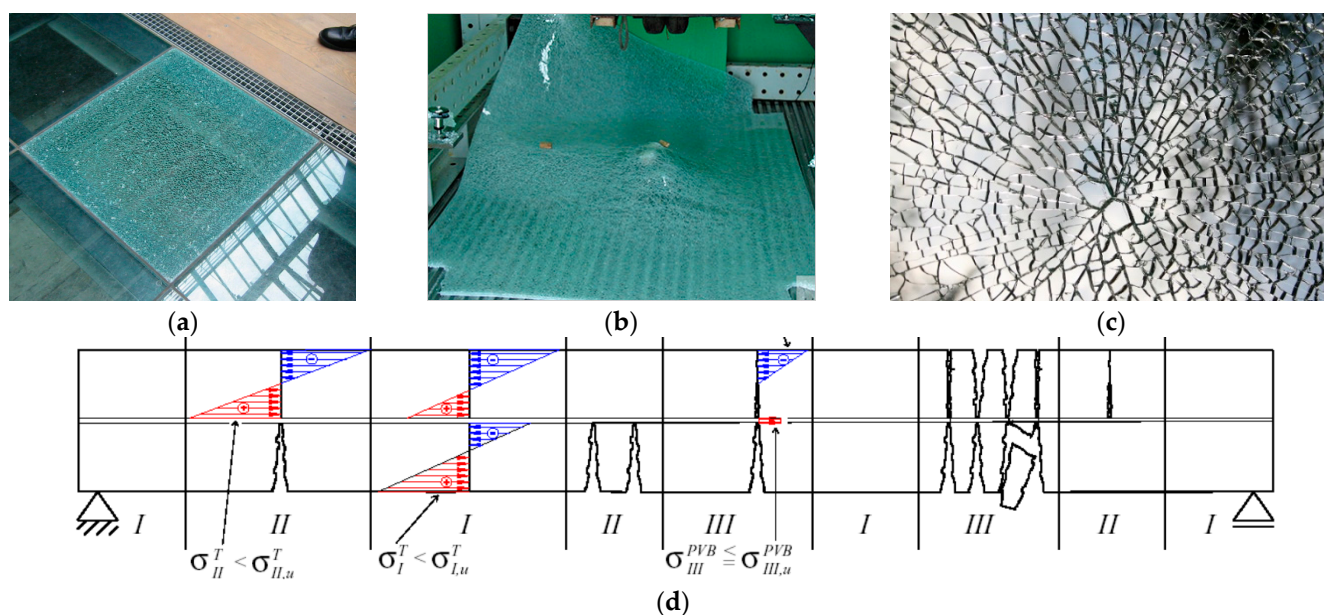 (a)
(b)
(c)
I II I II III I III II I
σ_II^T < σ_II,u^T
σ_I^T < σ_I,u^T
σ_III^PVB ≦ σ_III,u^PVB
(d)